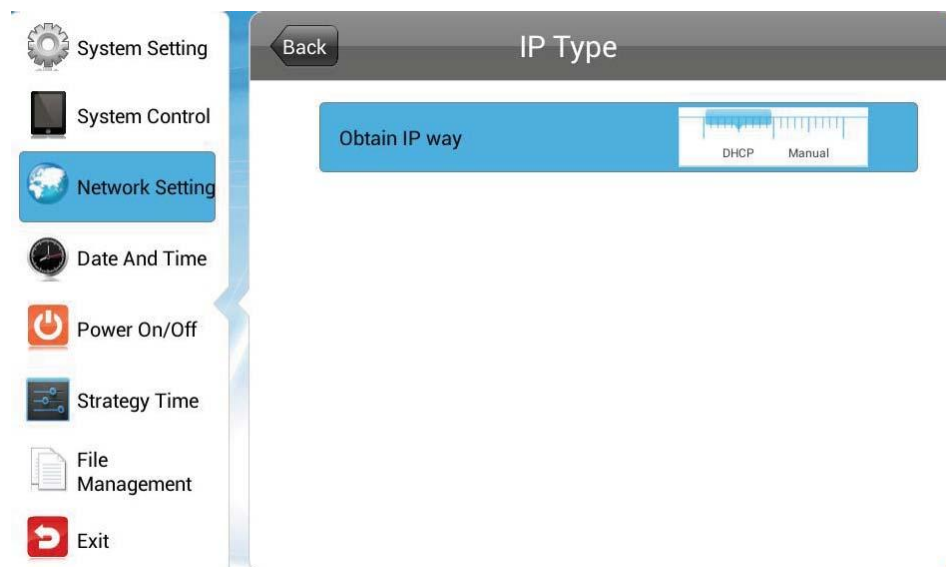 System Setting
System Control
Network Setting
Date And Time
Power On/Off
Strategy Time
File
Management
Exit
Back
IP Type
Obtain IP way
DHCP Manual